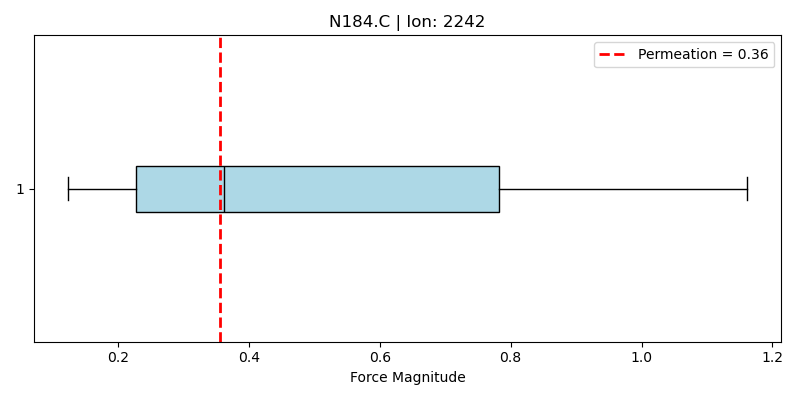 N184.C | Ion: 2242
Permeation = 0.36
1
0.2 0.4 0.6 0.8 1.0 1.2
Force Magnitude